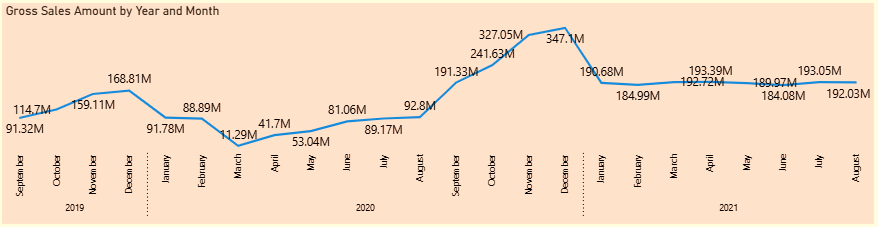 Gross Sales Amount by Year and Month
91.32M
114.7M
159.11M
168.81M
91.78M
88.89M
11.29M
41.7M
53.04M
81.06M
89.17M
92.8M
191.33M
241.63M
327.05M
347.1M
190.68M
184.99M
192.72M
193.39M
189.97M
184.08M
193.05M
192.03M
September
October
November
December
January
February
March
April
May
June
July
August
September
October
November
December
January
February
March
April
May
June
July
August
2019
2020
2021